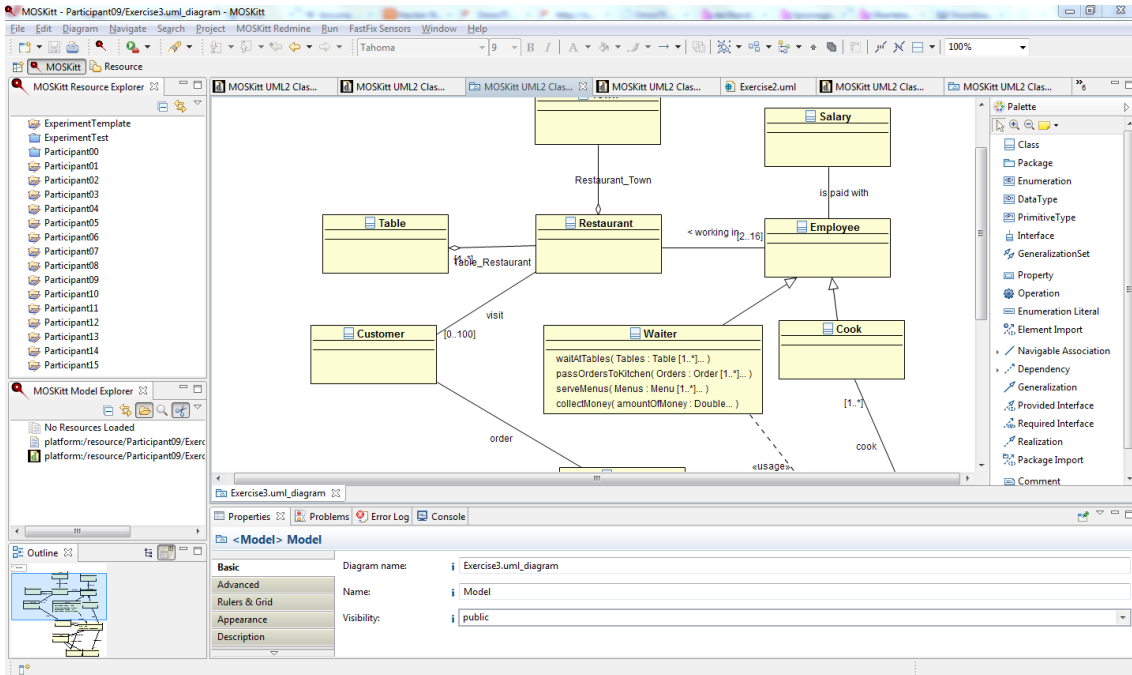 MOSKitt - Participant09/Exercise3.uml_diagram - MOSKitt
File Edit Diagram Navigate Search Project MOSKitt Redmine Run FastFix Sensors Window Help
Tahoma 9 B I A 100%
MOSKitt Resource
MOSKitt Resource Explorer
MOSKitt UML2 Clas... MOSKitt UML2 Clas... MOSKitt UML2 Clas... MOSKitt UML2 Clas... Exercise2.uml MOSKitt UML2 Clas... MOSKitt UML2 Clas... »6
ExperimentTemplate
ExperimentTest
Participant00
Participant01
Participant02
Participant03
Participant04
Participant05
Participant06
Participant07
Participant08
Participant09
Participant10
Participant11
Participant12
Participant13
Participant14
Participant15
MOSKitt Model Explorer
No Resources Loaded
platform:/resource/Participant09/Exerc
platform:/resource/Participant09/Exerc
Outline
Salary
Restaurant_Town
is paid with
Table
Restaurant
Employee
< working in
[2..16]
[1..*]
Table_Restaurant
visit
Customer
[0..100]
Waiter
waitAtTables( Tables : Table [1..*]... )
passOrdersToKitchen( Orders : Order [1..*]... )
serveMenus( Menus : Menu [1..*]... )
collectMoney( amountOfMoney : Double... )
Cook
[1..*]
order
cook
«usage»
Palette
Class
Package
Enumeration
DataType
PrimitiveType
Interface
GeneralizationSet
Property
Operation
Enumeration Literal
Element Import
Navigable Association
Dependency
Generalization
Provided Interface
Required Interface
Realization
Package Import
Comment
Exercise3.uml_diagram
Properties Problems Error Log Console
<Model> Model
Basic
Advanced
Rulers & Grid
Appearance
Description
Diagram name: Exercise3.uml_diagram
Name: Model
Visibility: public